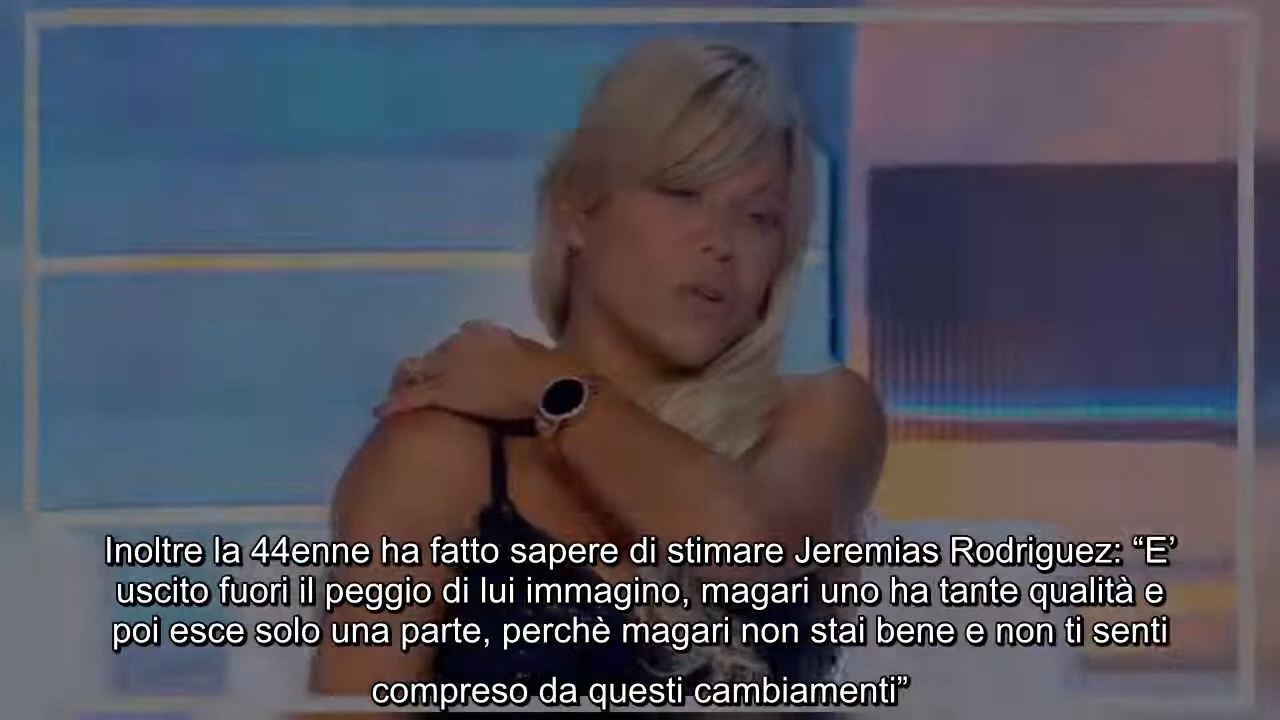 Inoltre la 44enne ha fatto sapere di stimare Jeremias Rodriguez: “E’
uscito fuori il peggio di lui immagino, magari uno ha tante qualità e
poi esce solo una parte, perchè magari non stai bene e non ti senti
compreso da questi cambiamenti”